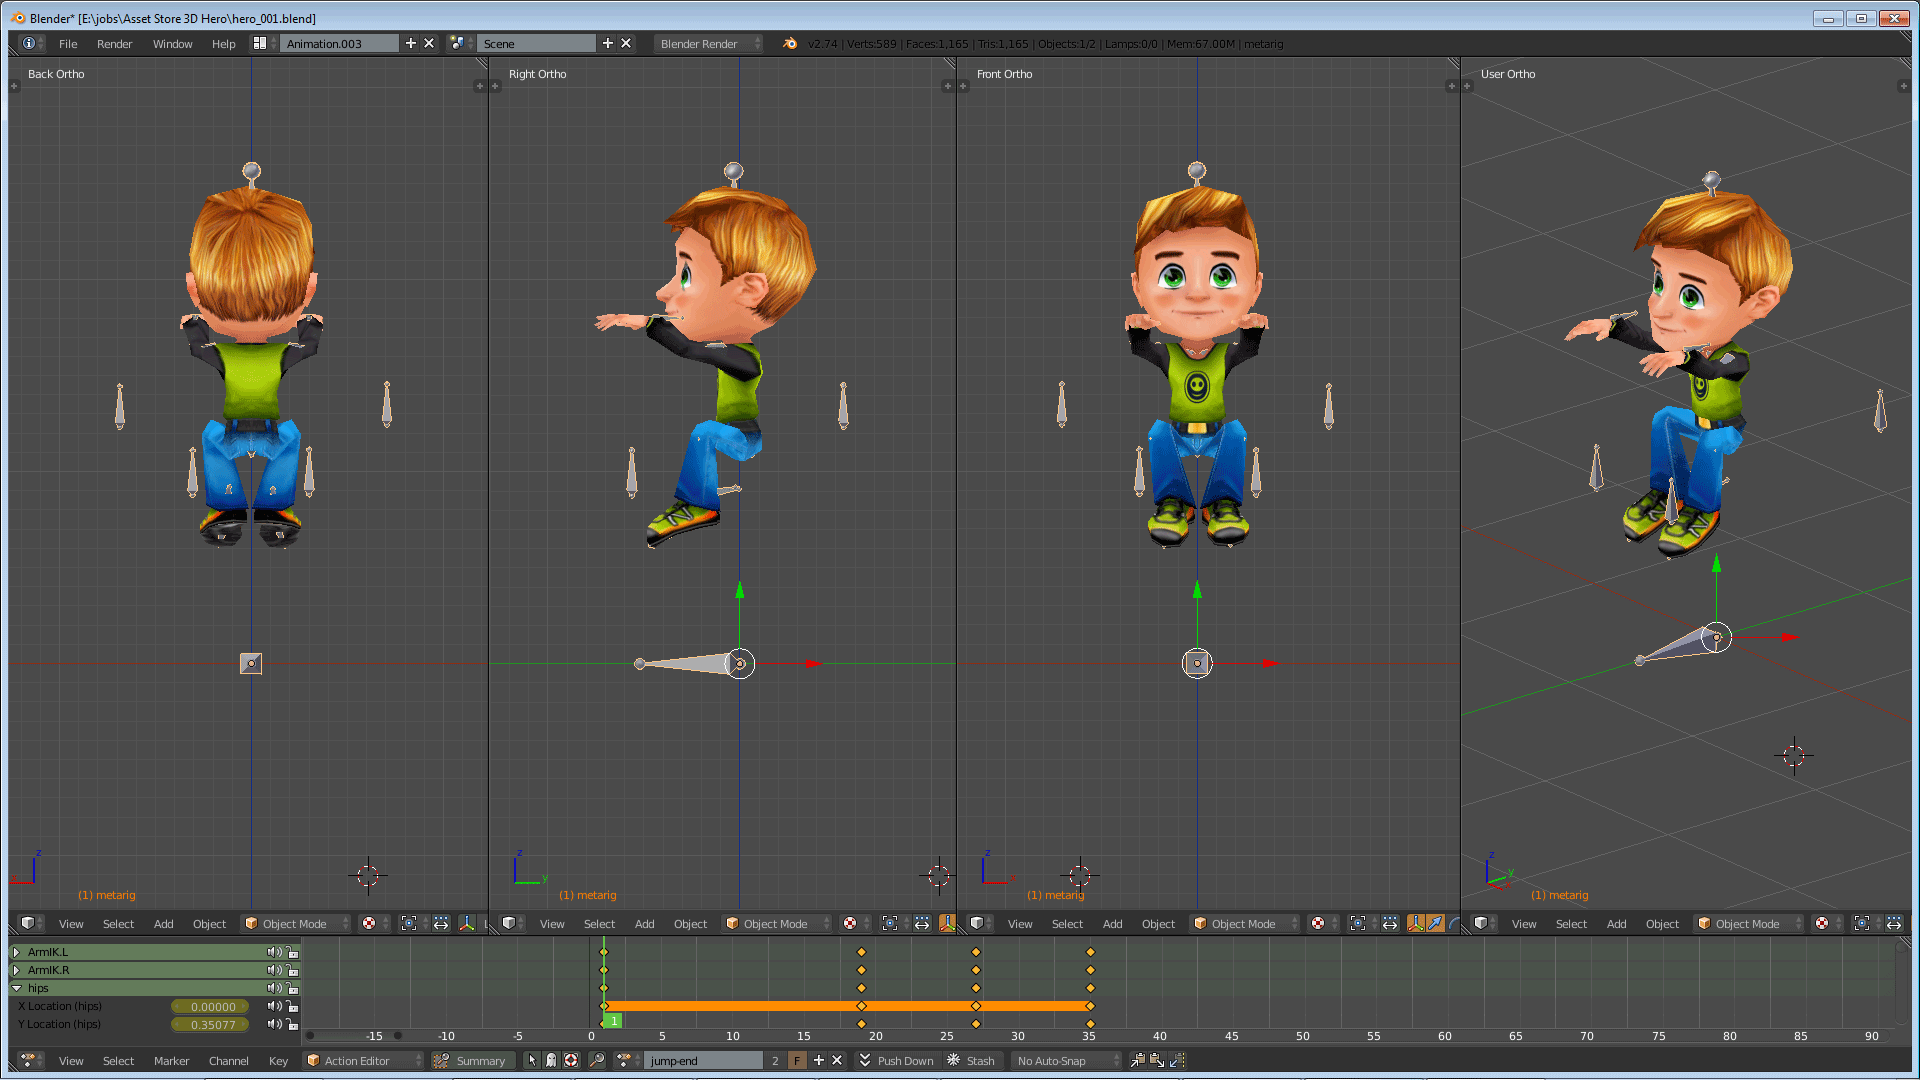 Blender* [E:\jobs\Asset Store 3D Hero\hero_001.blend]
File Render Window Help Animation.003 Scene Blender Render v2.74 | Verts:589 | Faces:1,165 | Tris:1,165 | Objects:1/2 | Lamps:0/0 | Mem:67.00M | metarig
Back Ortho Right Ortho Front Ortho User Ortho
z z y z x z y
(1) metarig (1) metarig (1) metarig (1) metarig
View Select Add Object Object Mode View Select Add Object Object Mode View Select Add Object Object Mode View Select Add Object Object Mode
ArmIK.L
ArmIK.R
hips
X Location (hips) 0.00000
Y Location (hips) 0.35077
1
-15 -10 -5 0 5 10 15 20 25 30 35 40 45 50 55 60 65 70 75 80 85 90
View Select Marker Channel Key Action Editor Summary jump-end 2 F Push Down Stash No Auto-Snap